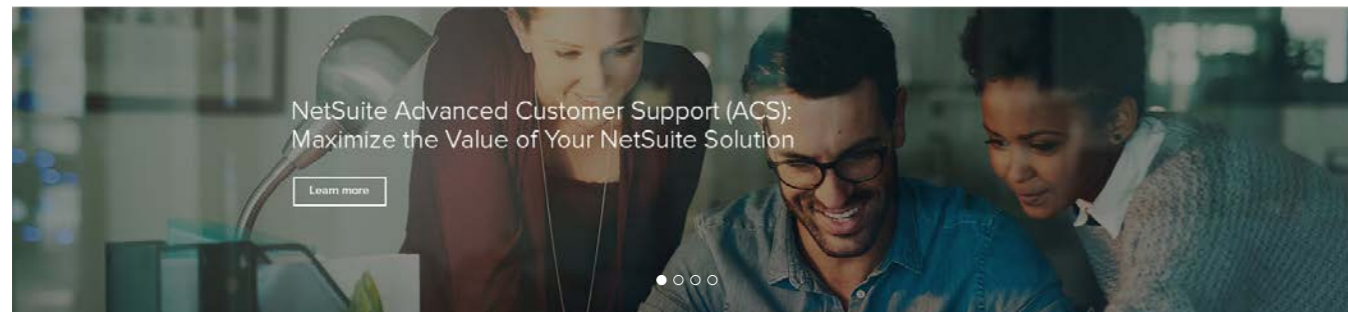 NetSuite Advanced Customer Support (ACS):
Maximize the Value of Your NetSuite Solution
Learn more